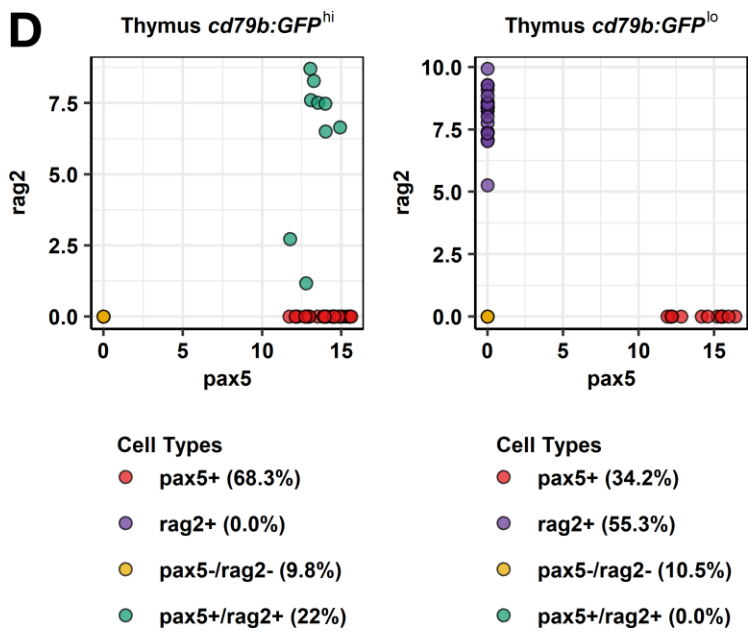 D
Thymus cd79b:GFPhi
7.5
5.0
2.5
0.0
rag2
0
5
10
15
pax5
Cell Types
pax5+ (68.3%)
rag2+ (0.0%)
pax5-/rag2- (9.8%)
pax5+/rag2+ (22%)
Thymus cd79b:GFPlo
10.0
7.5
5.0
2.5
0.0
rag2
0
5
10
15
pax5
Cell Types
pax5+ (34.2%)
rag2+ (55.3%)
pax5-/rag2- (10.5%)
pax5+/rag2+ (0.0%)